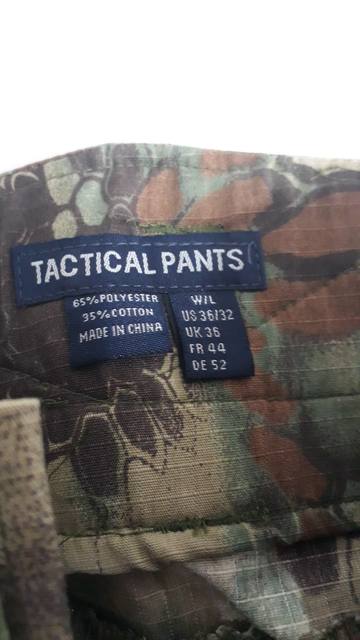 TACTICAL PANTS
65%POLYESTER
35%COTTON
MADE IN CHINA
W/L
US 36/32
UK 36
FR 44
DE 52